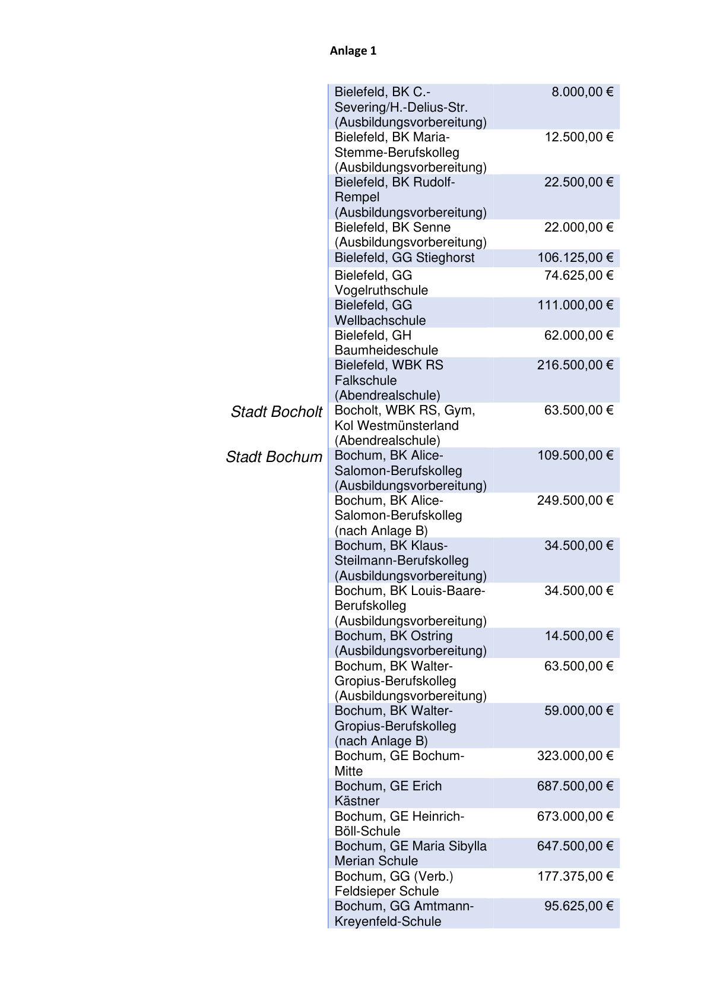 Anlage 1
Bielefeld, BK C.- 8.000,00 €
Severing/H.-Delius-Str.
(Ausbildungsvorbereitung)
Bielefeld, BK Maria- 12.500,00 €
Stemme-Berufskolleg
(Ausbildungsvorbereitung)
Bielefeld, BK Rudolf- 22.500,00 €
Rempel
(Ausbildungsvorbereitung)
Bielefeld, BK Senne 22.000,00 €
(Ausbildungsvorbereitung)
Bielefeld, GG Stieghorst 106.125,00 €
Bielefeld, GG 74.625,00 €
Vogelruthschule
Bielefeld, GG 111.000,00 €
Wellbachschule
Bielefeld, GH 62.000,00 €
Baumheideschule
Bielefeld, WBK RS 216.500,00 €
Falkschule
(Abendrealschule)
Stadt Bocholt Bocholt, WBK RS, Gym, 63.500,00 €
Kol Westmünsterland
(Abendrealschule)
Stadt Bochum Bochum, BK Alice- 109.500,00 €
Salomon-Berufskolleg
(Ausbildungsvorbereitung)
Bochum, BK Alice- 249.500,00 €
Salomon-Berufskolleg
(nach Anlage B)
Bochum, BK Klaus- 34.500,00 €
Steilmann-Berufskolleg
(Ausbildungsvorbereitung)
Bochum, BK Louis-Baare- 34.500,00 €
Berufskolleg
(Ausbildungsvorbereitung)
Bochum, BK Ostring 14.500,00 €
(Ausbildungsvorbereitung)
Bochum, BK Walter- 63.500,00 €
Gropius-Berufskolleg
(Ausbildungsvorbereitung)
Bochum, BK Walter- 59.000,00 €
Gropius-Berufskolleg
(nach Anlage B)
Bochum, GE Bochum- 323.000,00 €
Mitte
Bochum, GE Erich 687.500,00 €
Kästner
Bochum, GE Heinrich- 673.000,00 €
Böll-Schule
Bochum, GE Maria Sibylla 647.500,00 €
Merian Schule
Bochum, GG (Verb.) 177.375,00 €
Feldsieper Schule
Bochum, GG Amtmann- 95.625,00 €
Kreyenfeld-Schule